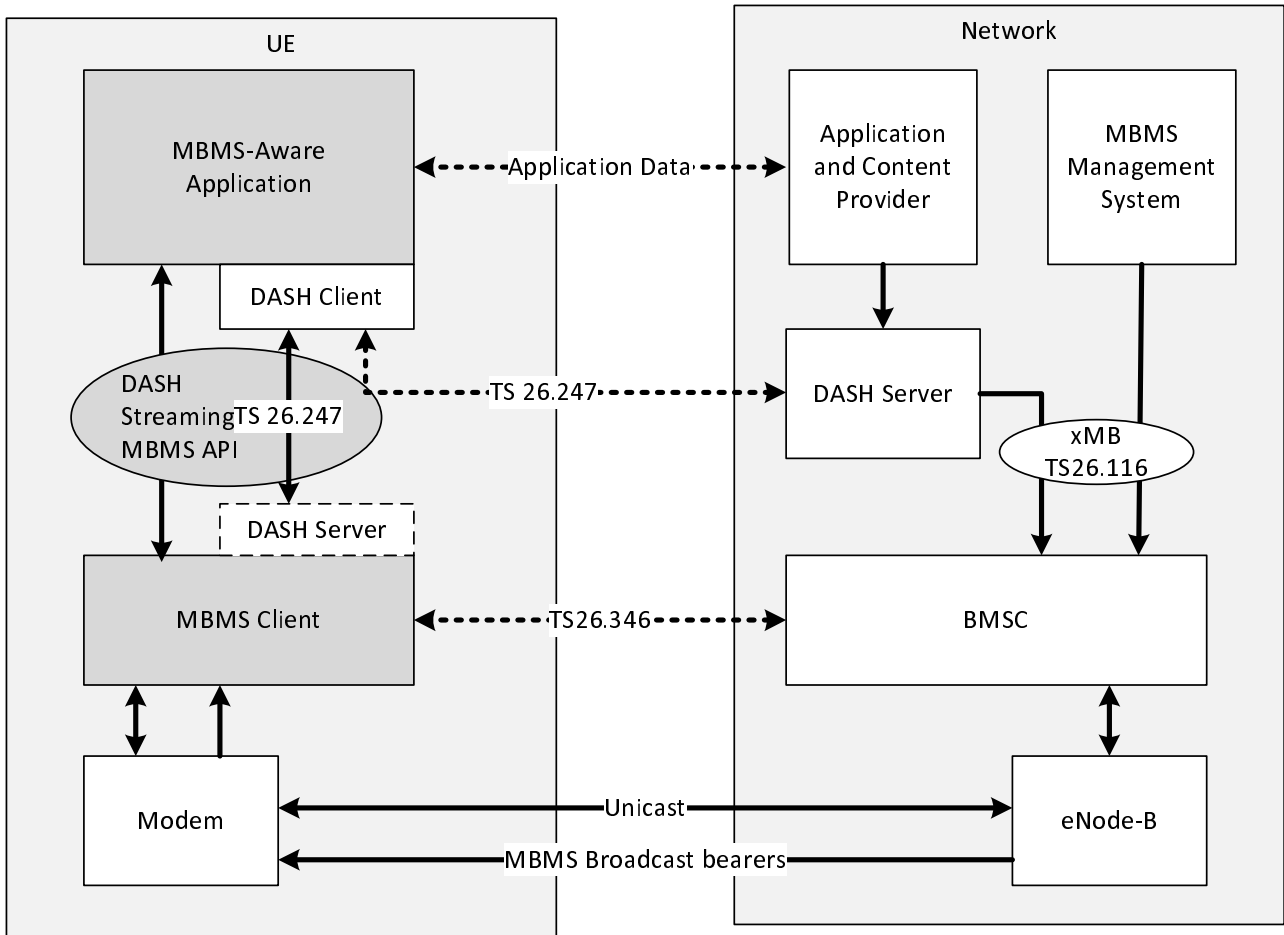 UE
Network
MBMS-Aware
Application
Application Data
Application
and Content
Provider
MBMS
Management
System
DASH Client
DASH
Streaming
MBMS API
TS 26.247
TS 26.247
DASH Server
xMB
TS26.116
DASH Server
MBMS Client
TS26.346
BMSC
Modem
Unicast
eNode-B
MBMS Broadcast bearers